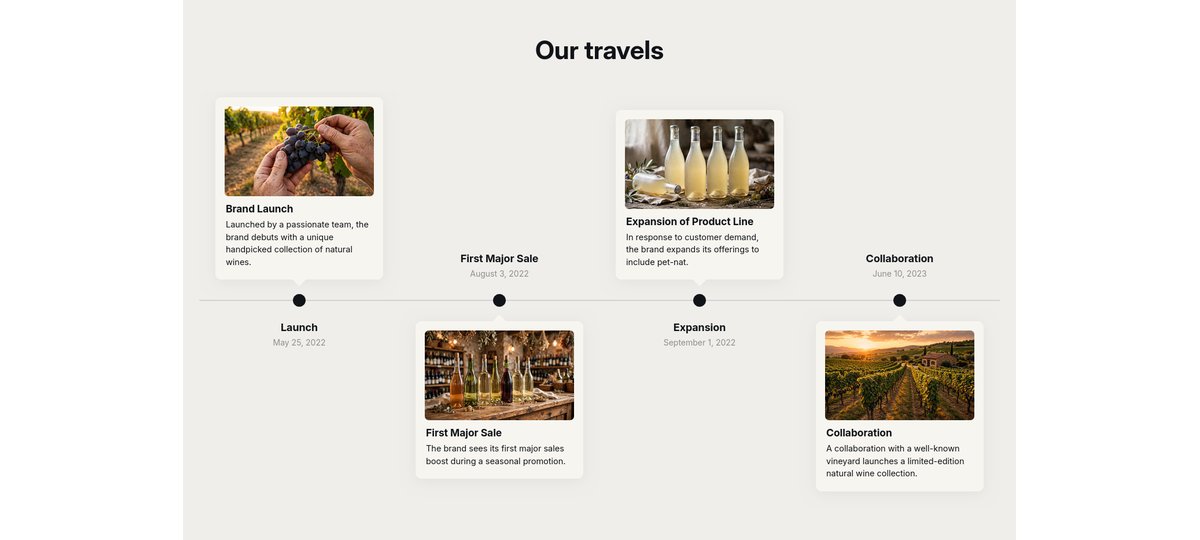 Our travels
Brand Launch
Launched by a passionate team, the
brand debuts with a unique
handpicked collection of natural
wines.
Launch
May 25, 2022
First Major Sale
August 3, 2022
First Major Sale
The brand sees its first major sales
boost during a seasonal promotion.
Expansion of Product Line
In response to customer demand,
the brand expands its offerings to
include pet-nat.
Expansion
September 1, 2022
Collaboration
June 10, 2023
Collaboration
A collaboration with a well-known
vineyard launches a limited-edition
natural wine collection.